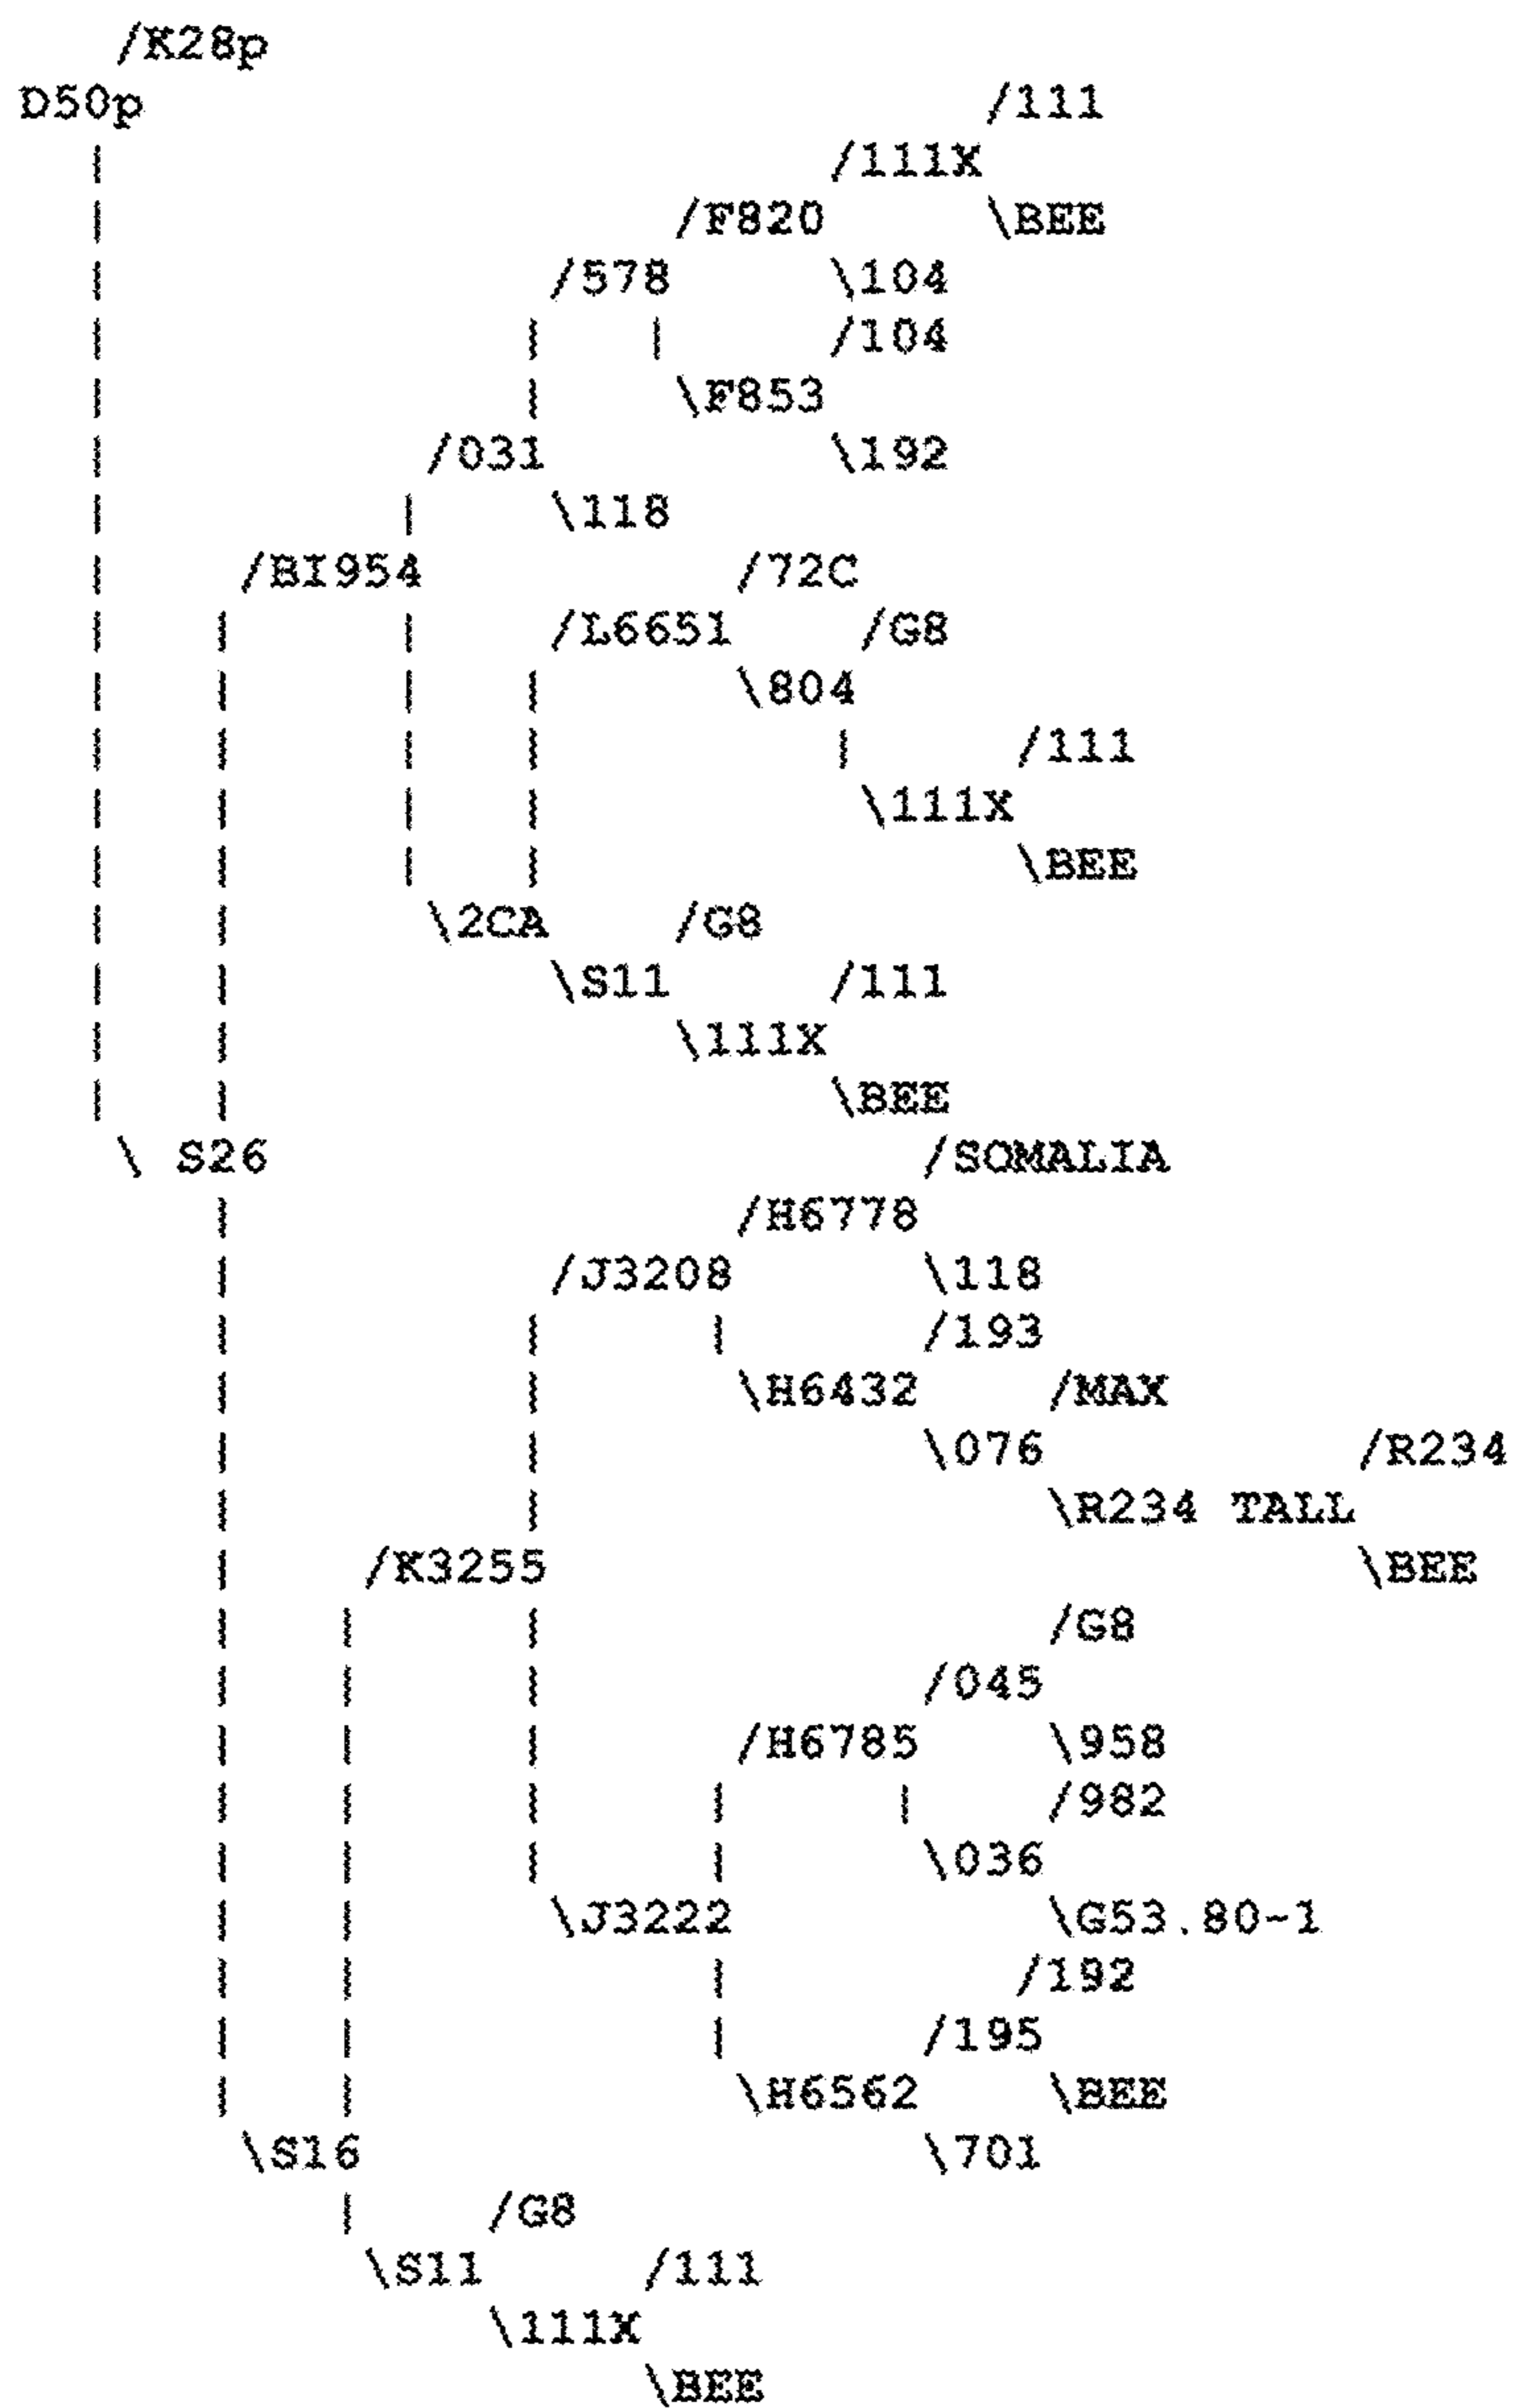 /K28p
D50p /111
| /111X
| /F820 \BEE
| /578 \104
| | | /104
| | \F853
| /031 \192
| | \118
| /BI954 /72C
| | | /L6651 /G8
| | | | \804
| | | | | /111
| | | | \111X
| | | | \BEE
| | \2CA /G8
| | \S11 /111
| | \111X
| | \BEE
\ S26 /SOMALIA
| /H6778
| /J3208 \118
| | | /193
| | \H6432 /MAX
| | \076 /R234
| | \R234 TALL
| /K3255 \BEE
| | | /G8
| | | /045
| | | /H6785 \958
| | | | | /982
| | | | \036
| | \J3222 \G53.80-1
| | | /192
| | | /195
| | \H6562 \BEE
\S16 \701
| /G8
\S11 /111
\111X
\BEE